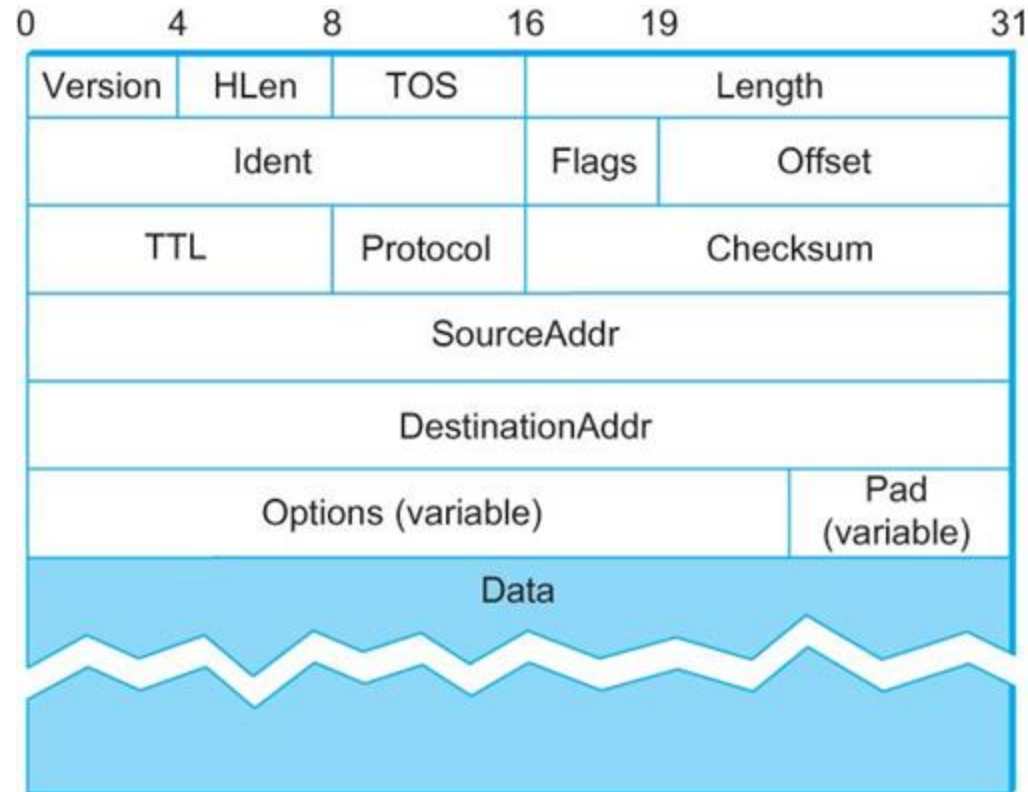 0 4 8 16 19 31
Version HLen TOS Length
Ident Flags Offset
TTL Protocol Checksum
SourceAddr
DestinationAddr
Options (variable) Pad
(variable)
Data